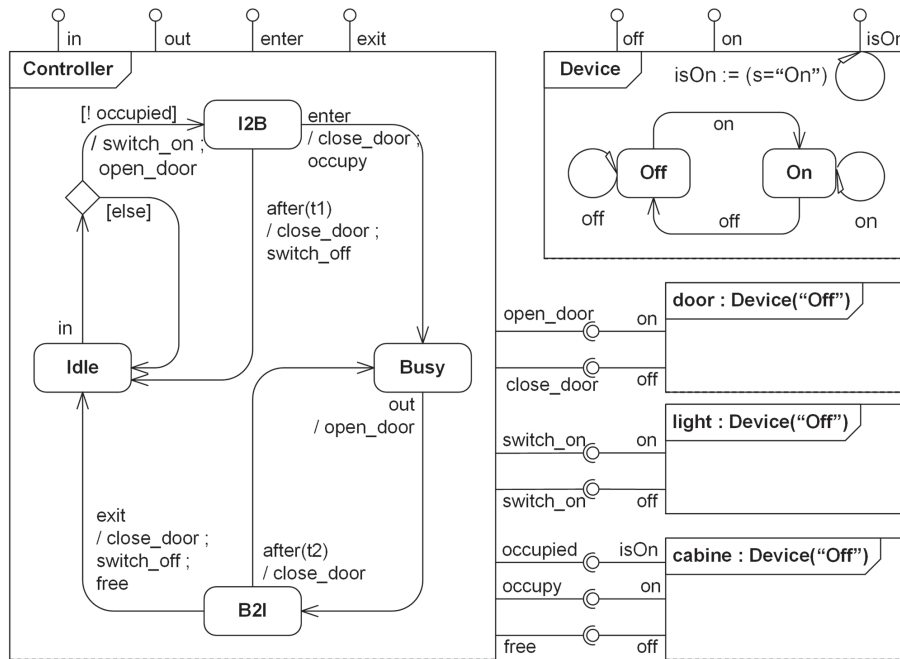 in
out
enter
exit
off
on
isOn
Controller
[! occupied]
/ switch_on ;
open_door
I2B
enter
/ close_door ;
occupy
[else]
after(t1)
/ close_door ;
switch_off
in
Idle
Busy
out
/ open_door
exit
/ close_door ;
switch_off ;
free
after(t2)
/ close_door
B2I
Device
isOn := (s=“On”)
on
Off
On
off
off
on
open_door
on
door : Device(“Off”)
close_door
off
switch_on
on
light : Device(“Off”)
switch_on
off
occupied
isOn
cabine : Device(“Off”)
occupy
on
free
off